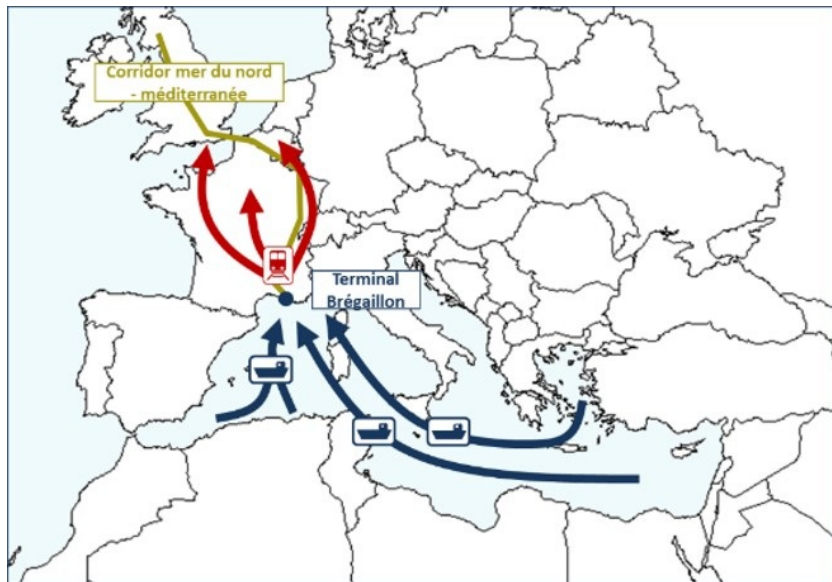 Corridor mer du nord
- méditerranée
Terminal
Brégaillon